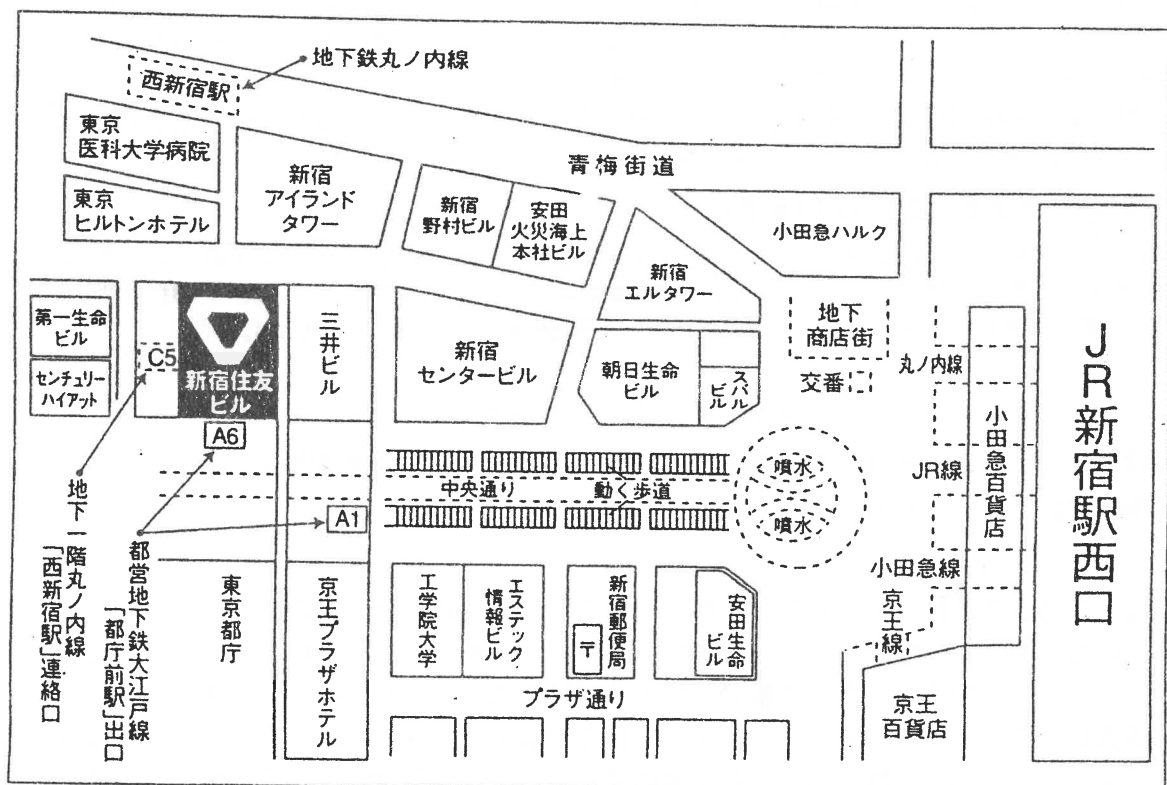 地下鉄丸ノ内線
西新宿駅
東京
医科大学病院
新宿
アイランド
タワー
青梅街道
東京
ヒルトンホテル
新宿
野村ビル
安田
火災海上
本社ビル
小田急ハルク
新宿
エルタワー
第一生命
ビル
C5
新宿住友
ビル
三井ビル
新宿
センタービル
朝日生命
ビル
スバル
ビル
地下
商店街
交番
丸ノ内線
センチュリー
ハイアット
A6
小田急百貨店
JR新宿駅西口
中央通り
動く歩道
噴水
噴水
JR線
A1
小田急線
京王線
地下一階丸ノ内線
「西新宿駅」連絡口
都営地下鉄大江戸線
「都庁前駅」出口
東京都庁
京王プラザホテル
工学院大学
エステック
情報ビル
新宿郵便局
〒
安田生命
ビル
プラザ通り
京王
百貨店